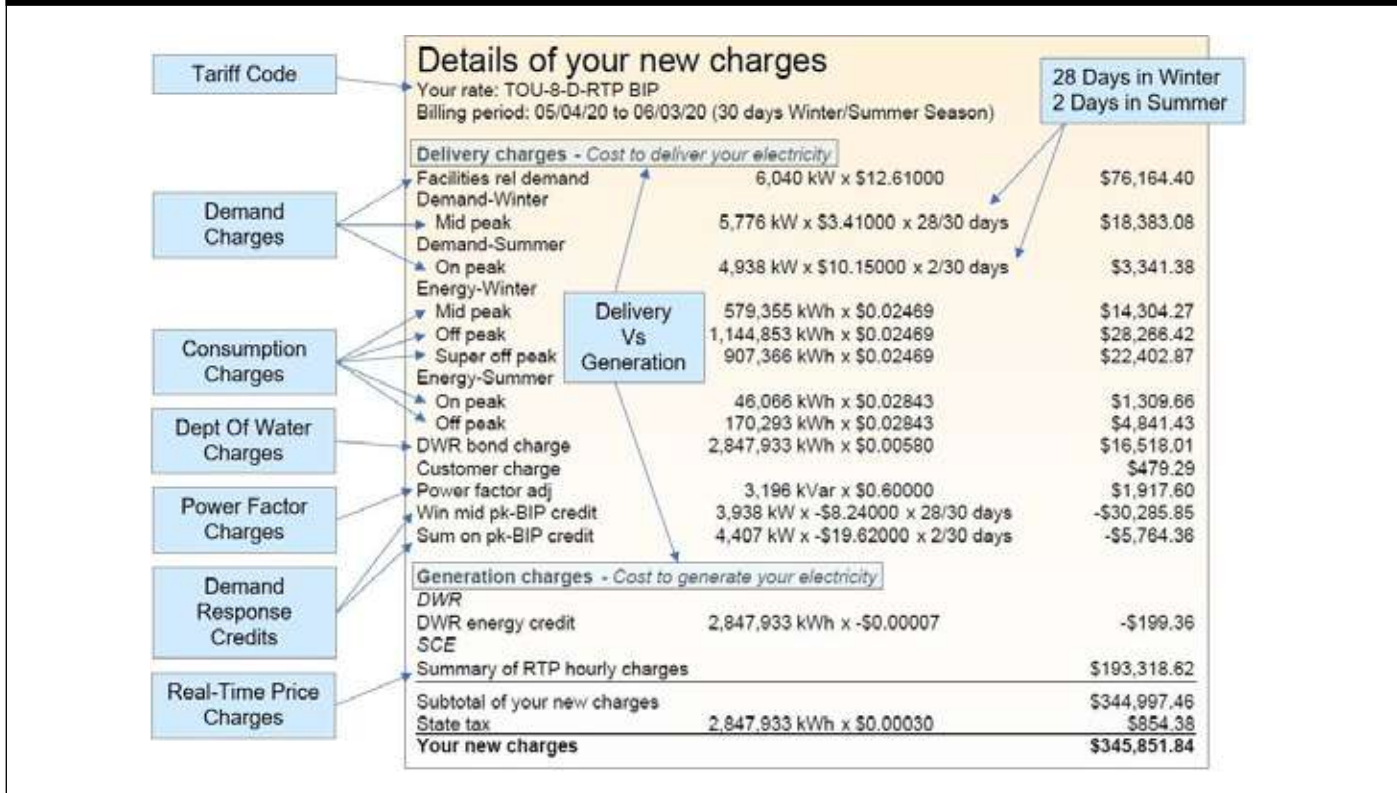 Tariff Code
Demand
Charges
Consumption
Charges
Dept Of Water
Charges
Power Factor
Charges
Demand
Response
Credits
Real-Time Price
Charges
Details of your new charges
Your rate: TOU-8-D-RTP BIP
Billing period: 05/04/20 to 06/03/20 (30 days Winter/Summer Season)
28 Days in Winter
2 Days in Summer
Delivery charges - Cost to deliver your electricity
Facilities rel demand 6,040 kW x $12.61000 $76,164.40
Demand-Winter
Mid peak 5,776 kW x $3.41000 x 28/30 days $18,383.08
Demand-Summer
On peak 4,938 kW x $10.15000 x 2/30 days $3,341.38
Energy-Winter
Mid peak 579,355 kWh x $0.02469 $14,304.27
Off peak 1,144,853 kWh x $0.02469 $28,266.42
Super off peak 907,366 kWh x $0.02469 $22,402.87
Energy-Summer
On peak 46,066 kWh x $0.02843 $1,309.66
Off peak 170,293 kWh x $0.02843 $4,841.43
DWR bond charge 2,847,933 kWh x $0.00580 $16,518.01
Customer charge $479.29
Power factor adj 3,196 kVar x $0.60000 $1,917.60
Win mid pk-BIP credit 3,938 kW x -$8.24000 x 28/30 days -$30,285.85
Sum on pk-BIP credit 4,407 kW x -$19.62000 x 2/30 days -$5,764.36
Delivery
Vs
Generation
Generation charges - Cost to generate your electricity
DWR
DWR energy credit 2,847,933 kWh x -$0.00007 -$199.36
SCE
Summary of RTP hourly charges $193,318.62
Subtotal of your new charges $344,997.46
State tax 2,847,933 kWh x $0.00030 $854.38
Your new charges $345,851.84